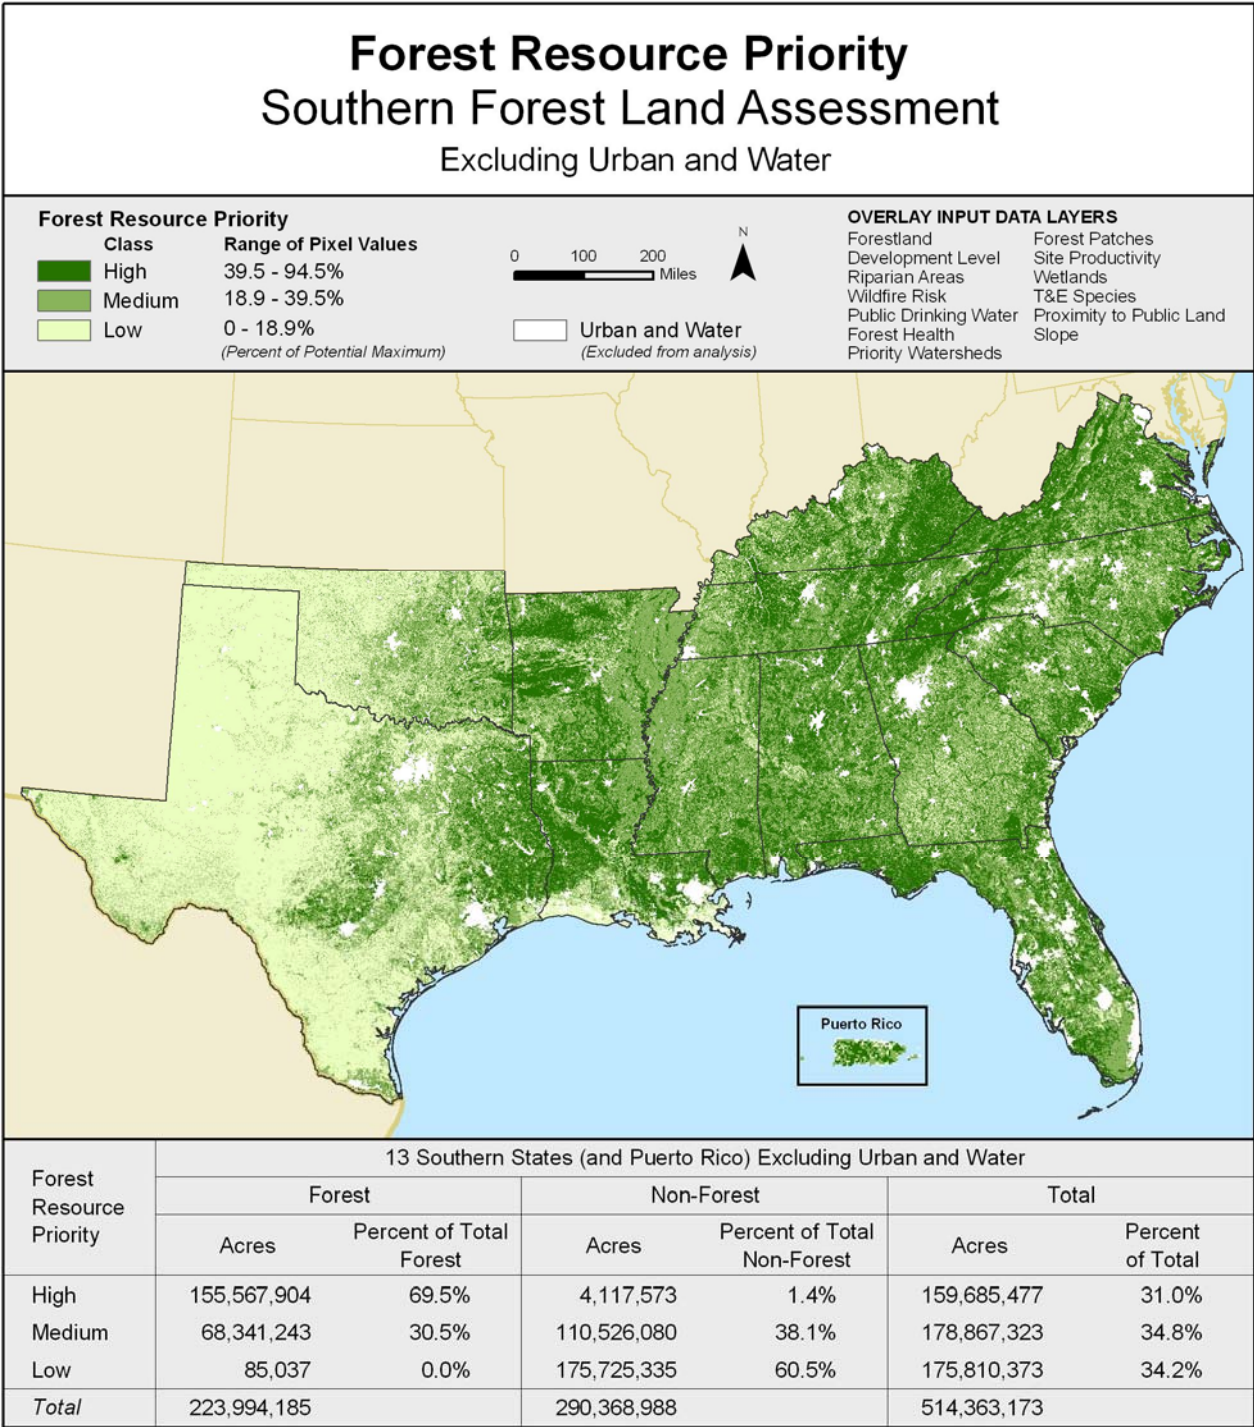 Forest Resource Priority
Southern Forest Land Assessment
Excluding Urban and Water
Forest Resource Priority
Class Range of Pixel Values
High 39.5 - 94.5%
Medium 18.9 - 39.5%
Low 0 - 18.9%
(Percent of Potential Maximum)
0 100 200
Miles
N
Urban and Water
(Excluded from analysis)
OVERLAY INPUT DATA LAYERS
Forestland Forest Patches
Development Level Site Productivity
Riparian Areas Wetlands
Wildfire Risk T&E Species
Public Drinking Water Proximity to Public Land
Forest Health Slope
Priority Watersheds
Puerto Rico
Forest Resource Priority
13 Southern States (and Puerto Rico) Excluding Urban and Water
Forest Non-Forest Total
Acres Percent of Total Forest Acres Percent of Total Non-Forest Acres Percent of Total
High 155,567,904 69.5% 4,117,573 1.4% 159,685,477 31.0%
Medium 68,341,243 30.5% 110,526,080 38.1% 178,867,323 34.8%
Low 85,037 0.0% 175,725,335 60.5% 175,810,373 34.2%
Total 223,994,185 290,368,988 514,363,173